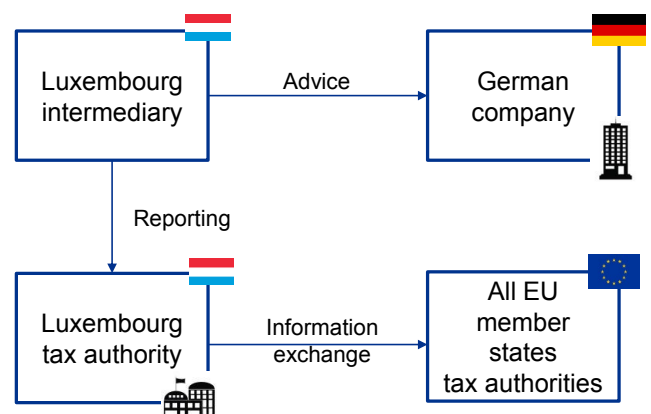 Luxembourg
intermediary
Advice
German
company
Reporting
Luxembourg
tax authority
Information
exchange
All EU
member
states
tax authorities